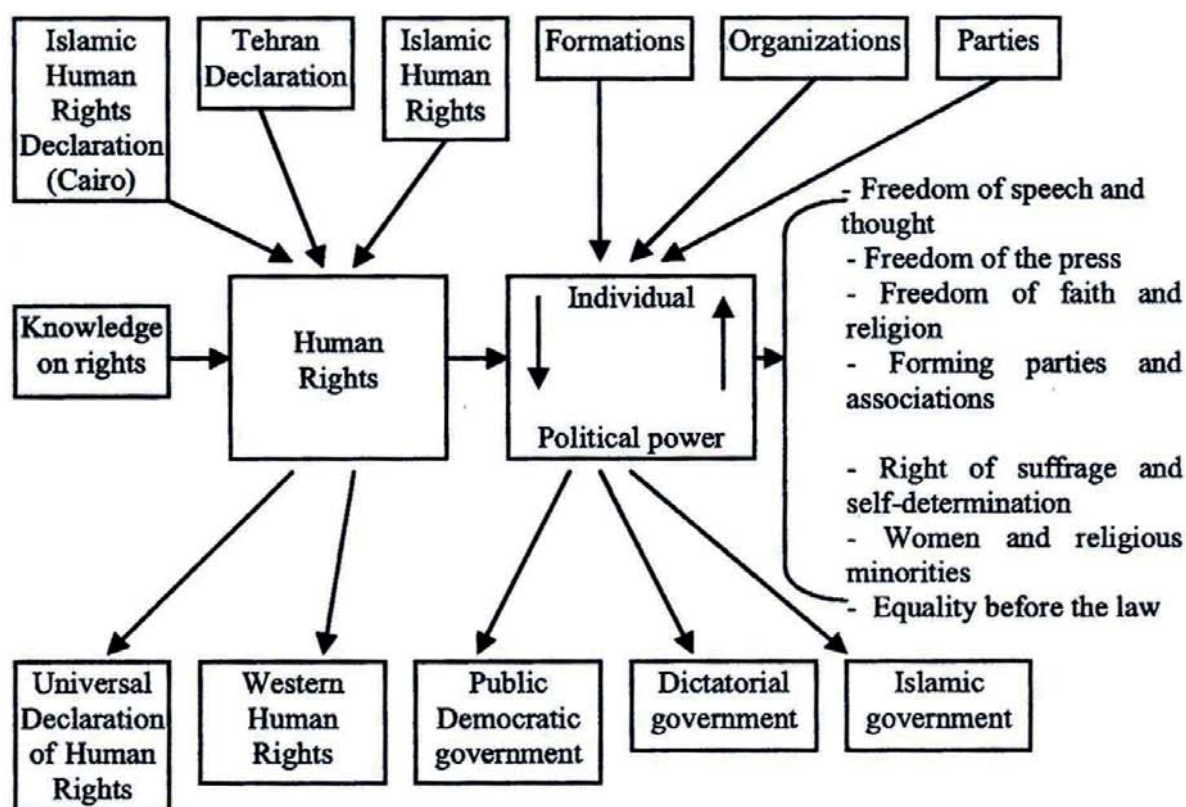 Islamic
Human
Rights
Declaration
(Cairo)
Tehran
Declaration
Islamic
Human
Rights
Formations
Organizations
Parties
Knowledge
on rights
Human
Rights
Individual
Political power
- Freedom of speech and
thought
- Freedom of the press
- Freedom of faith and
religion
- Forming parties and
associations
- Right of suffrage and
self-determination
- Women and religious
minorities
- Equality before the law
Universal
Declaration
of Human
Rights
Western
Human
Rights
Public
Democratic
government
Dictatorial
government
Islamic
government